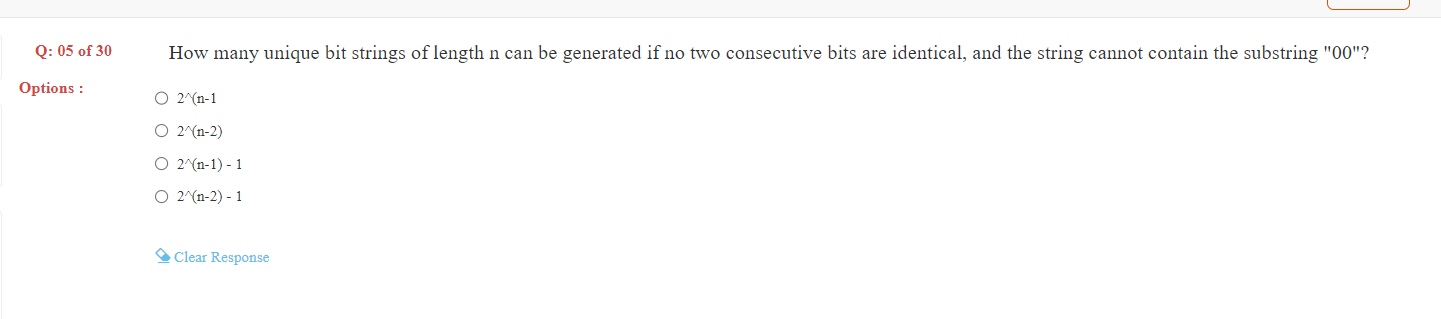 Q: 05 of 30
How many unique bit strings of length n can be generated if no two consecutive bits are identical, and the string cannot contain the substring "00"?
Options :
2^(n-1
2^(n-2)
2^(n-1) - 1
2^(n-2) - 1
Clear Response